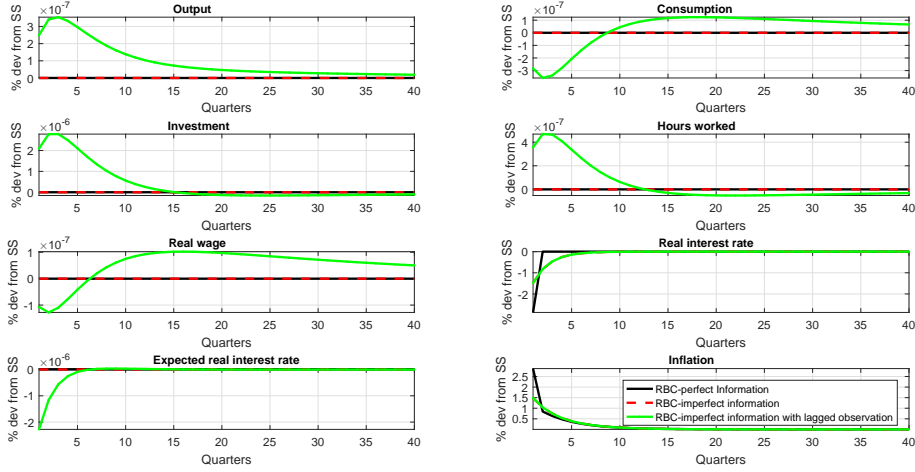 Output
×10-7
% dev from SS
3
2
1
0
5 10 15 20 25 30 35 40
Quarters
Consumption
×10-7
% dev from SS
1
0
-1
-2
-3
5 10 15 20 25 30 35 40
Quarters
Investment
×10-6
% dev from SS
2
1
0
5 10 15 20 25 30 35 40
Quarters
Hours worked
×10-7
% dev from SS
4
2
0
5 10 15 20 25 30 35 40
Quarters
Real wage
×10-7
% dev from SS
1
0
-1
5 10 15 20 25 30 35 40
Quarters
Real interest rate
% dev from SS
0
-1
-2
5 10 15 20 25 30 35 40
Quarters
Expected real interest rate
×10-6
% dev from SS
0
-2
5 10 15 20 25 30 35 40
Quarters
Inflation
% dev from SS
2.5
2
1.5
1
0.5
5 10 15 20 25 30 35 40
Quarters
RBC-perfect Information
RBC-imperfect information
RBC-imperfect information with lagged observation